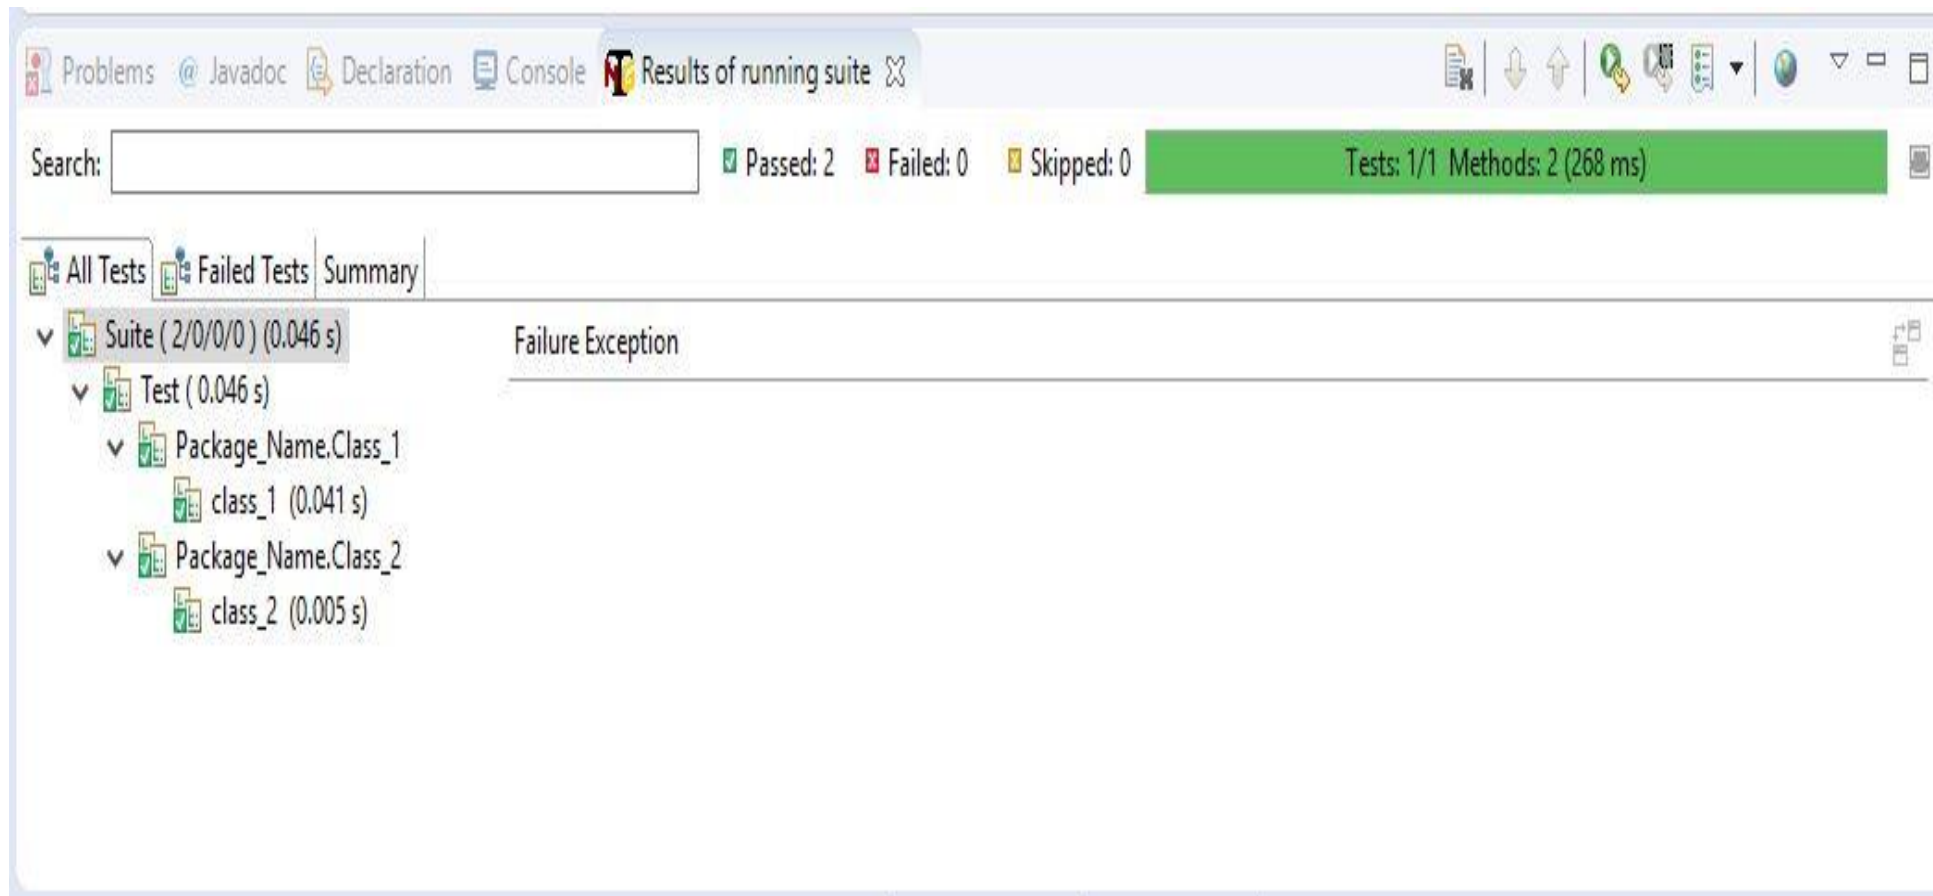 Problems @ Javadoc Declaration Console Results of running suite
Search: Passed: 2 Failed: 0 Skipped: 0 Tests: 1/1 Methods: 2 (268 ms)
All Tests Failed Tests Summary
Suite ( 2/0/0/0 ) (0.046 s)
Failure Exception
Test ( 0.046 s)
Package_Name.Class_1
class_1 (0.041 s)
Package_Name.Class_2
class_2 (0.005 s)